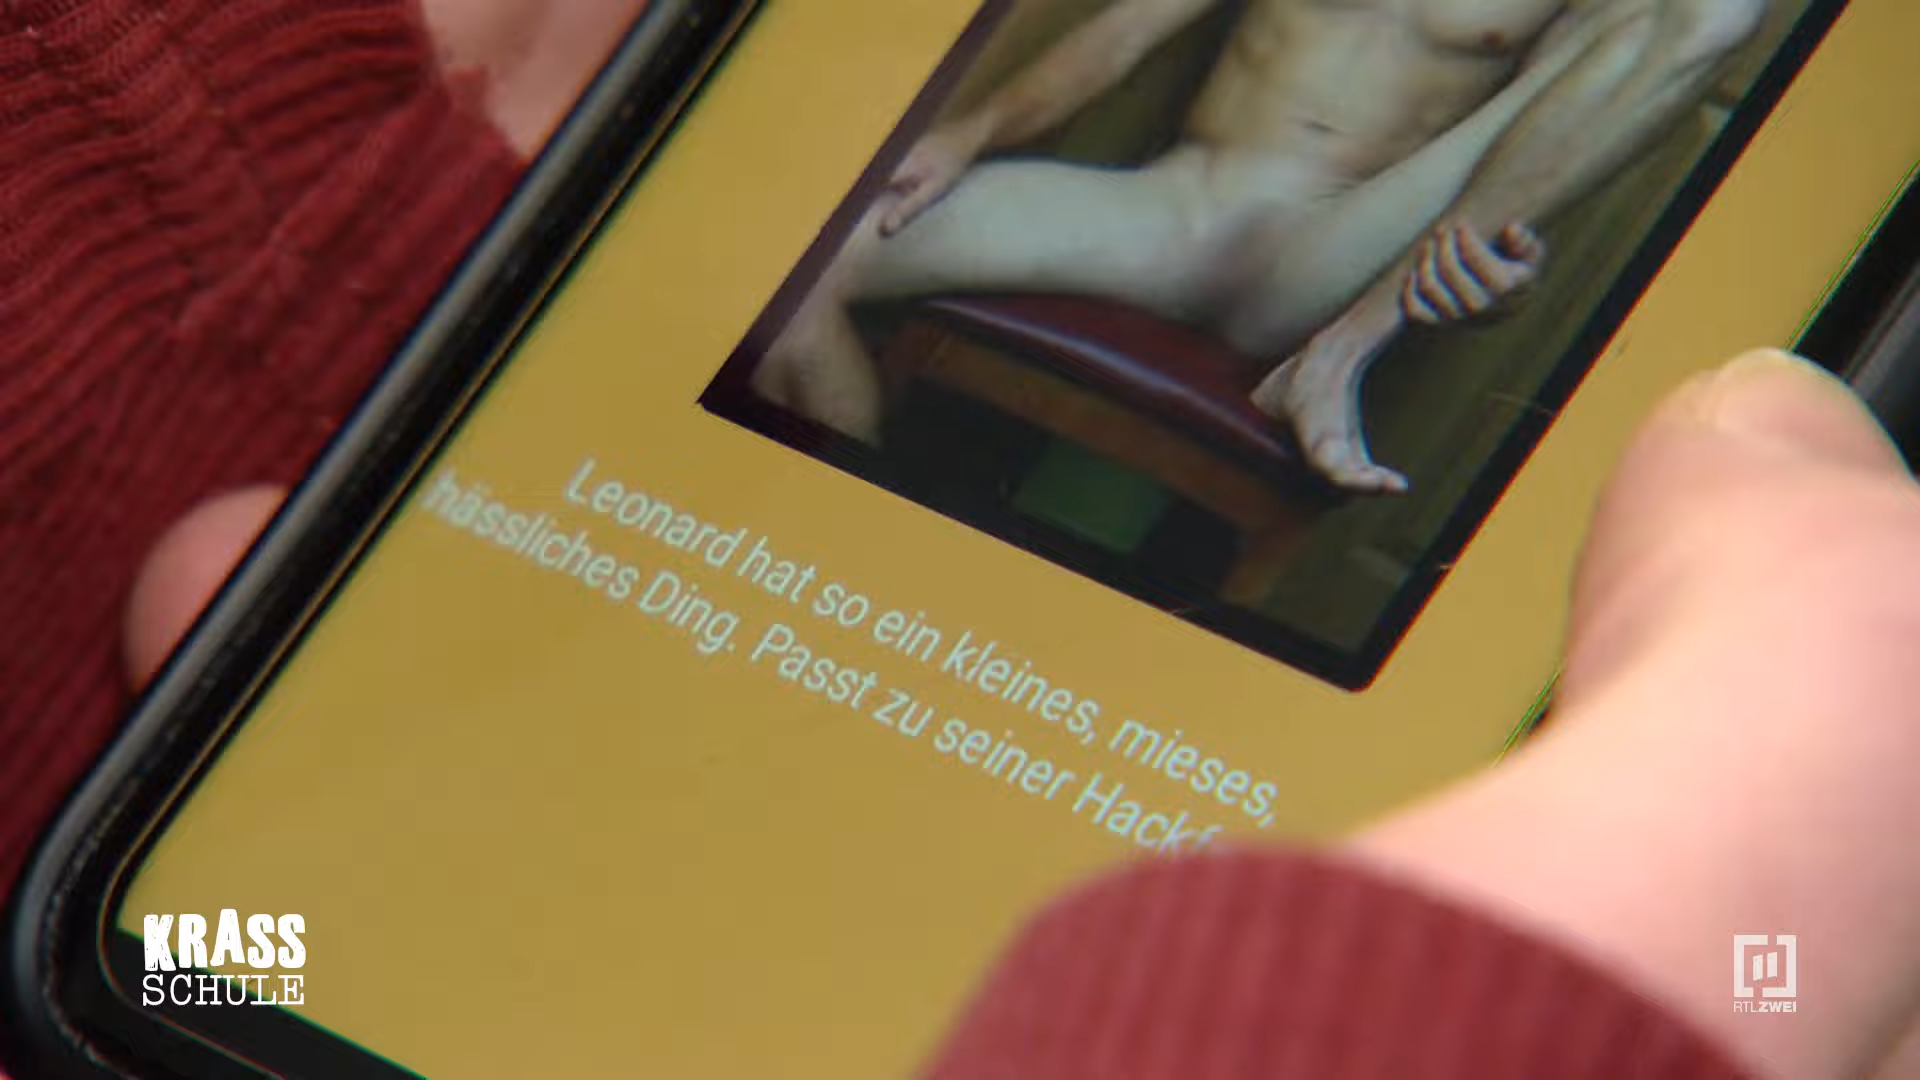 Leonard hat so ein kleines, mieses,
hässliches Ding. Passt zu seiner
KRASS
SCHULE
RTLZWEI